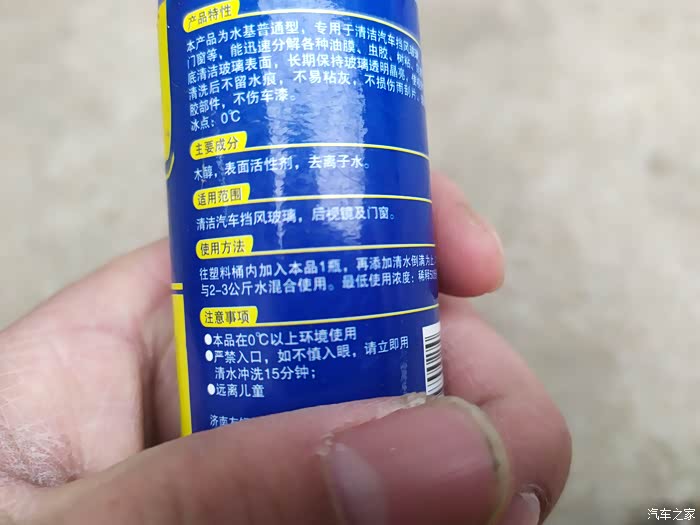 产品特性
本产品为水基普通型，专用于清洁汽车挡风玻璃
门窗等，能迅速分解各种油膜、虫胶、树粘、
底清洁玻璃表面，长期保持玻璃透明晶亮，
清洗后不留水痕，不易粘灰，不损伤雨刮片
胶部件，不伤车漆。
冰点：0℃
主要成分
木醇，表面活性剂，去离子水。
适用范围
清洁汽车挡风玻璃，后视镜及门窗。
使用方法
往塑料桶内加入本品1瓶，再添加清水倒满为止
与2-3公斤水混合使用。最低使用浓度：稀释
注意事项
●本品在0℃以上环境使用
●严禁入口，如不慎入眼，请立即用
清水冲洗15分钟；
●远离儿童
济南
汽车之家